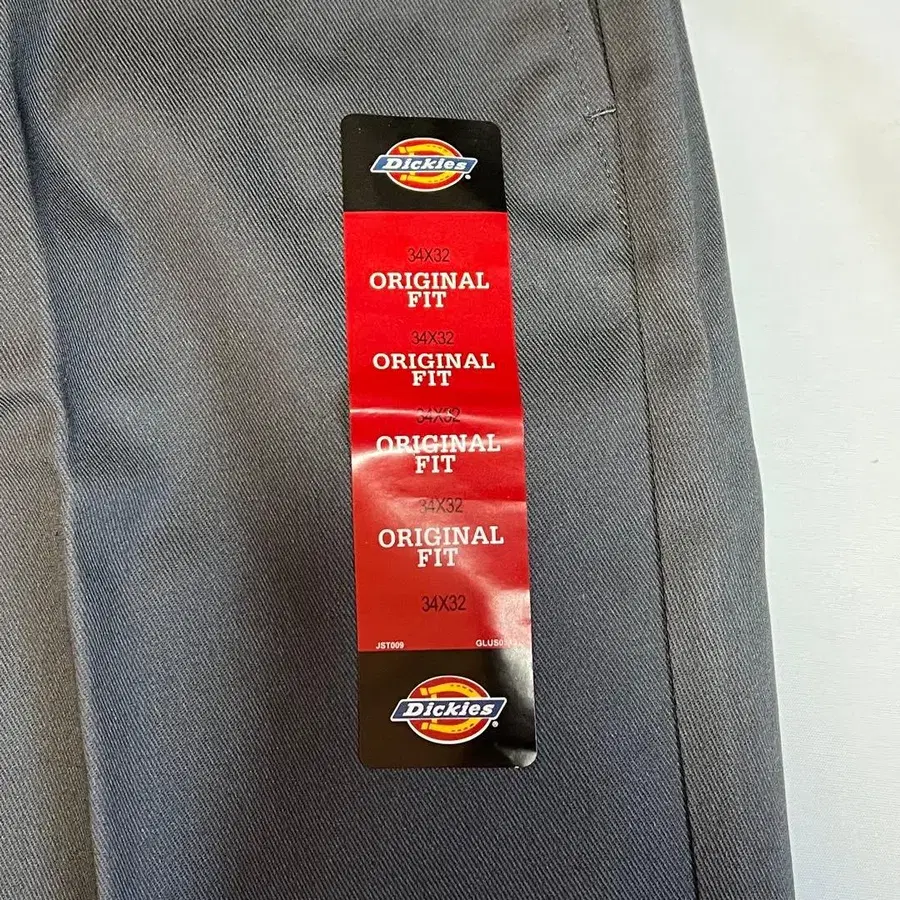 Dickies
34X32
ORIGINAL
FIT
34X32
ORIGINAL
FIT
34X32
ORIGINAL
FIT
34X32
ORIGINAL
FIT
34X32
JST009
Dickies